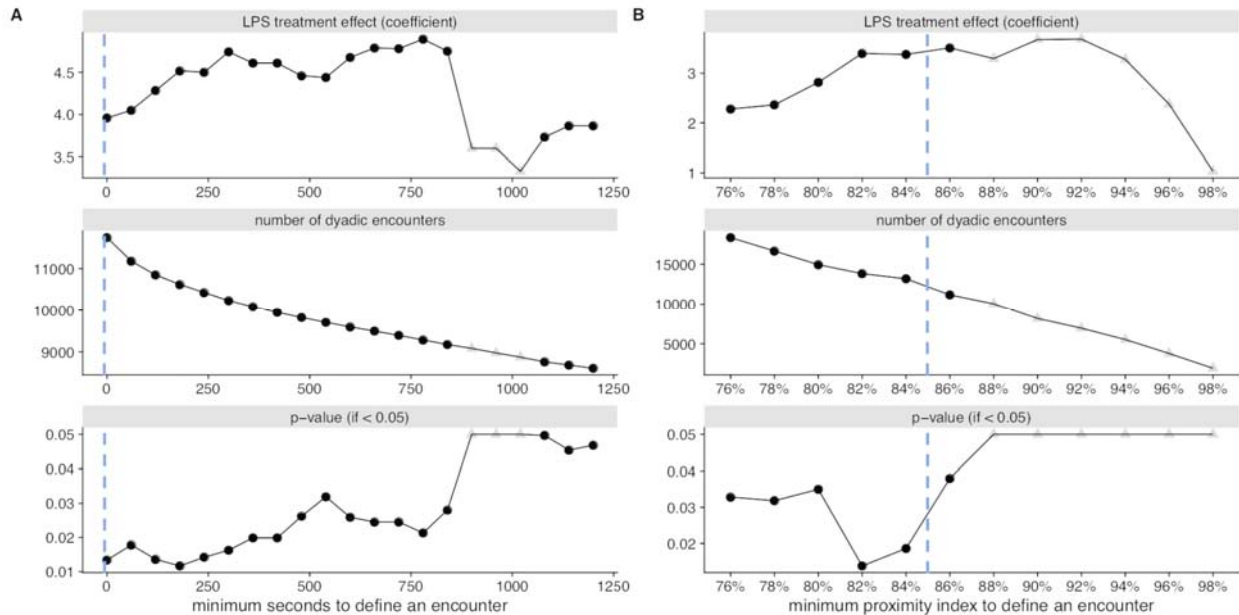 A
LPS treatment effect (coefficient)
4.5
4.0
3.5
0 250 500 750 1000 1250
number of dyadic encounters
11000
10000
9000
0 250 500 750 1000 1250
p−value (if < 0.05)
0.05
0.04
0.03
0.02
0.01
0 250 500 750 1000 1250
minimum seconds to define an encounter
B
LPS treatment effect (coefficient)
3
2
1
76% 78% 80% 82% 84% 86% 88% 90% 92% 94% 96% 98%
number of dyadic encounters
15000
10000
5000
76% 78% 80% 82% 84% 86% 88% 90% 92% 94% 96% 98%
p−value (if < 0.05)
0.05
0.04
0.03
0.02
76% 78% 80% 82% 84% 86% 88% 90% 92% 94% 96% 98%
minimum proximity index to define an encounter